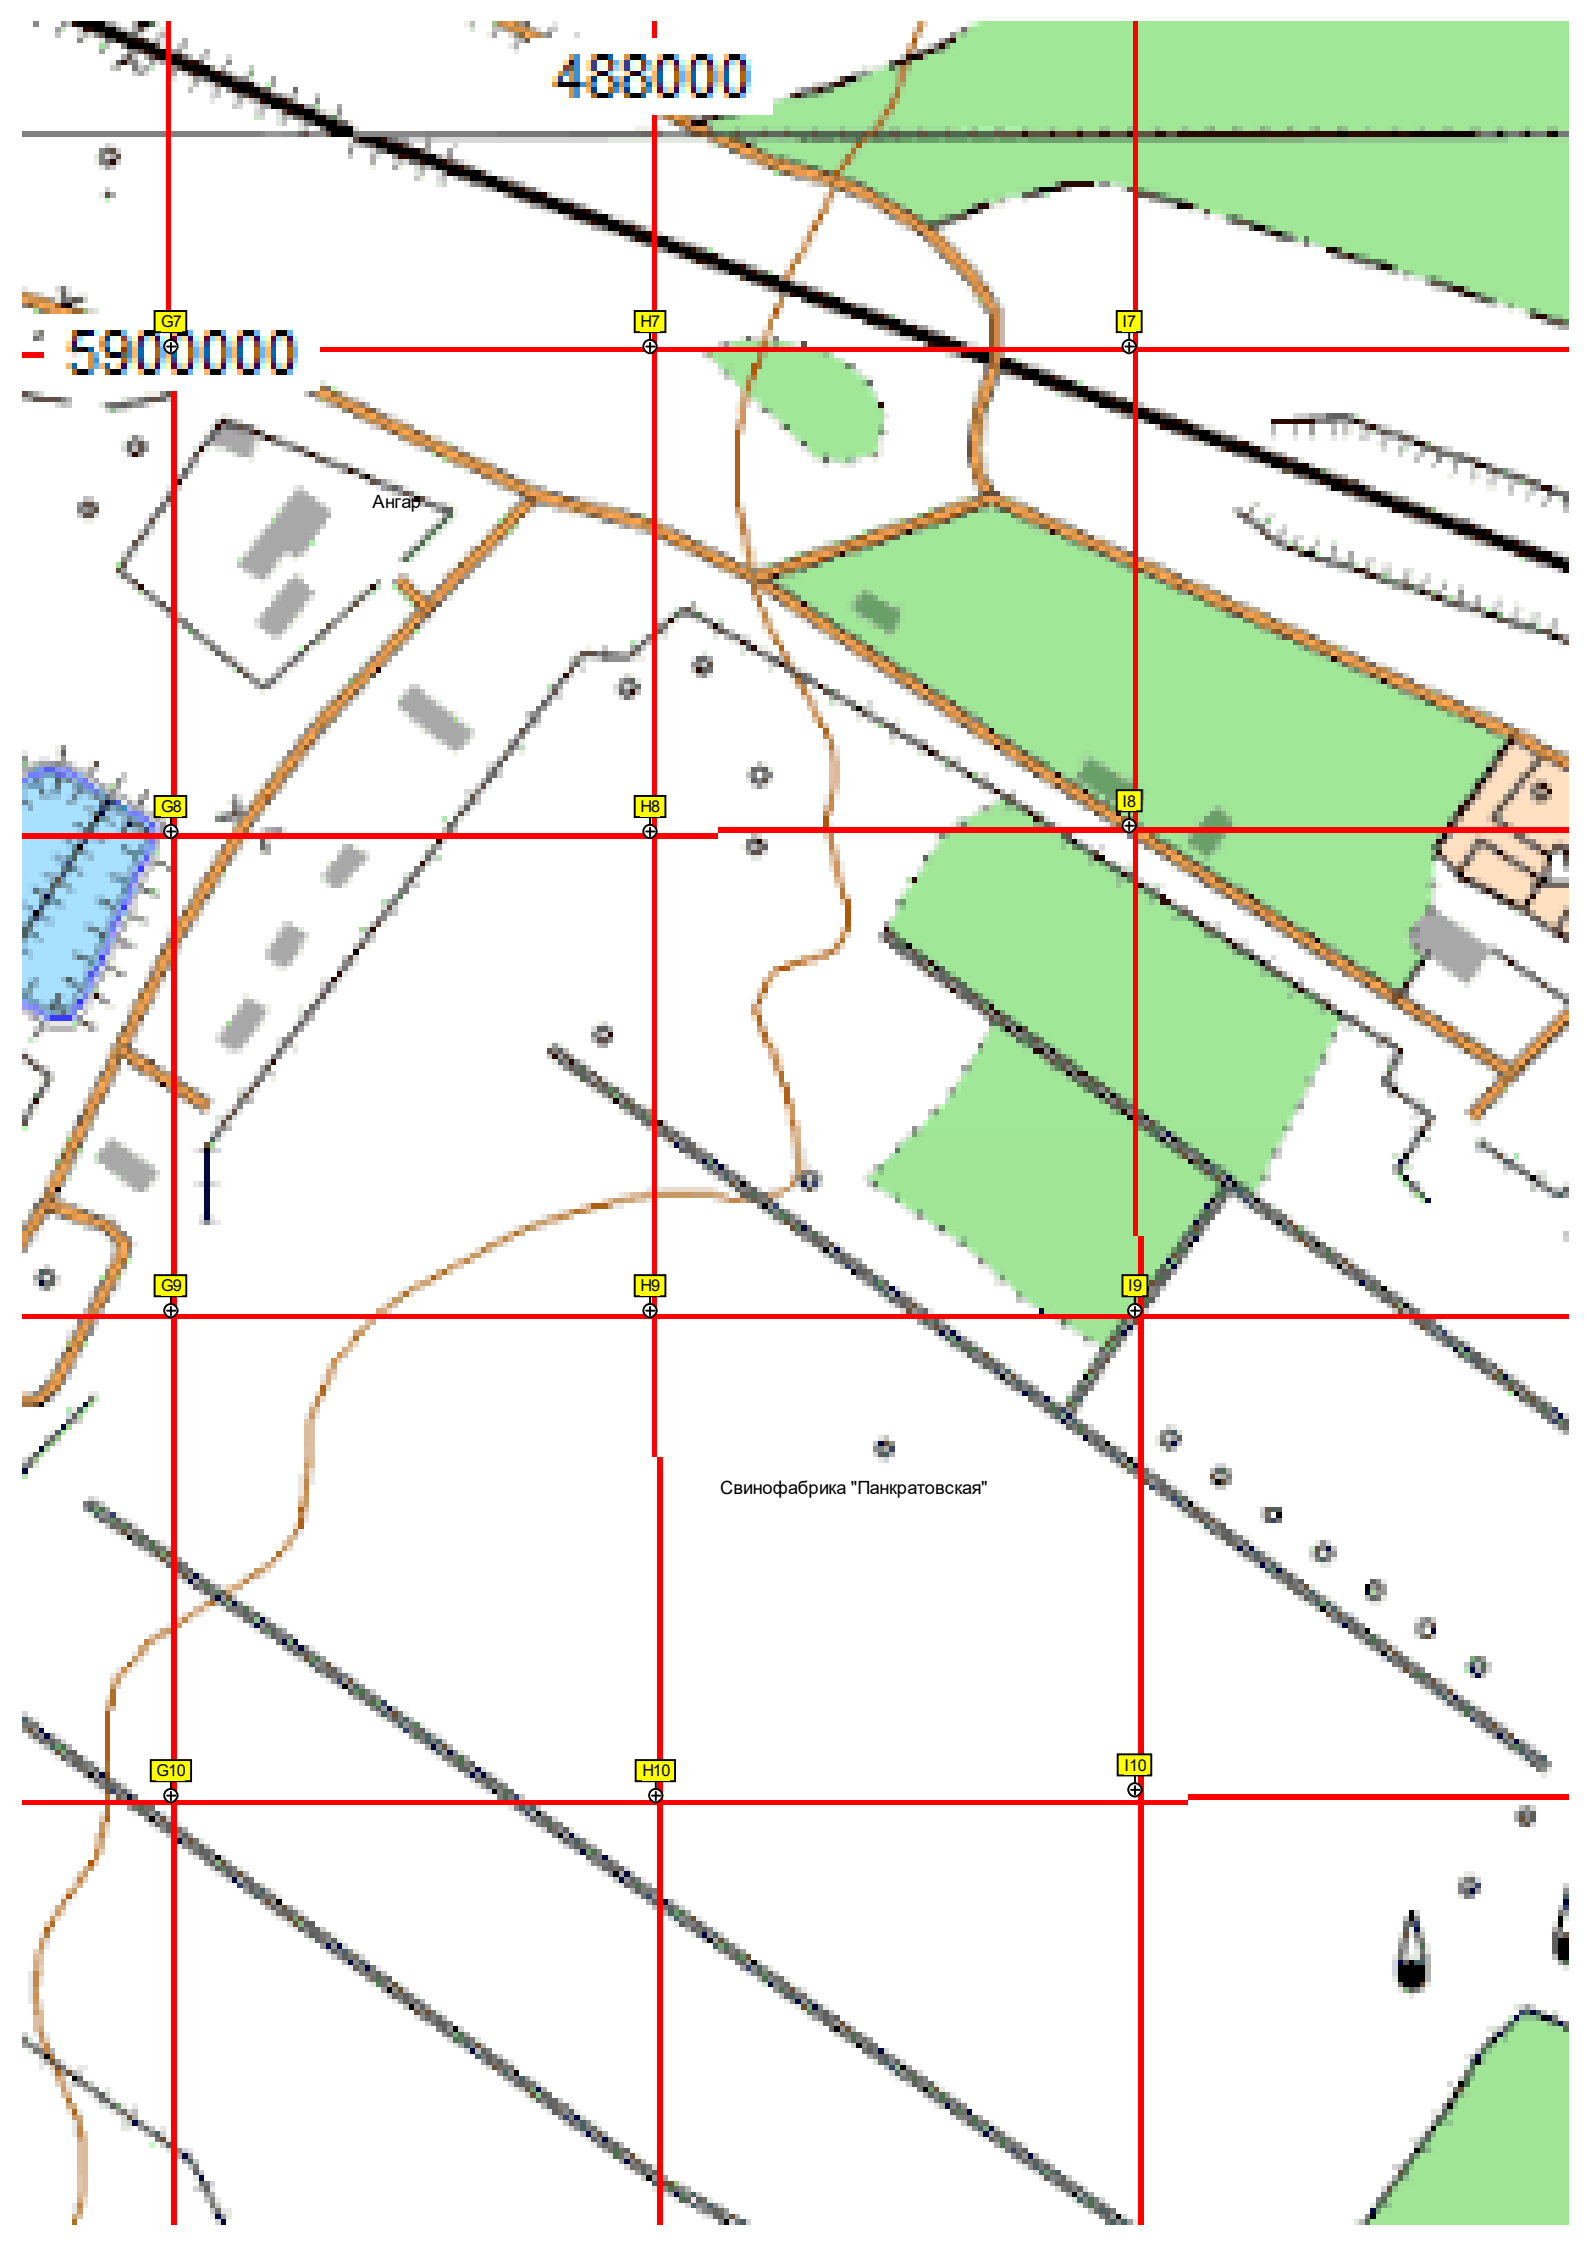 488000
G7
H7
I7
5900000
Ангар
G8
H8
I8
G9
H9
I9
Свинофабрика "Панкратовская"
G10
H10
I10